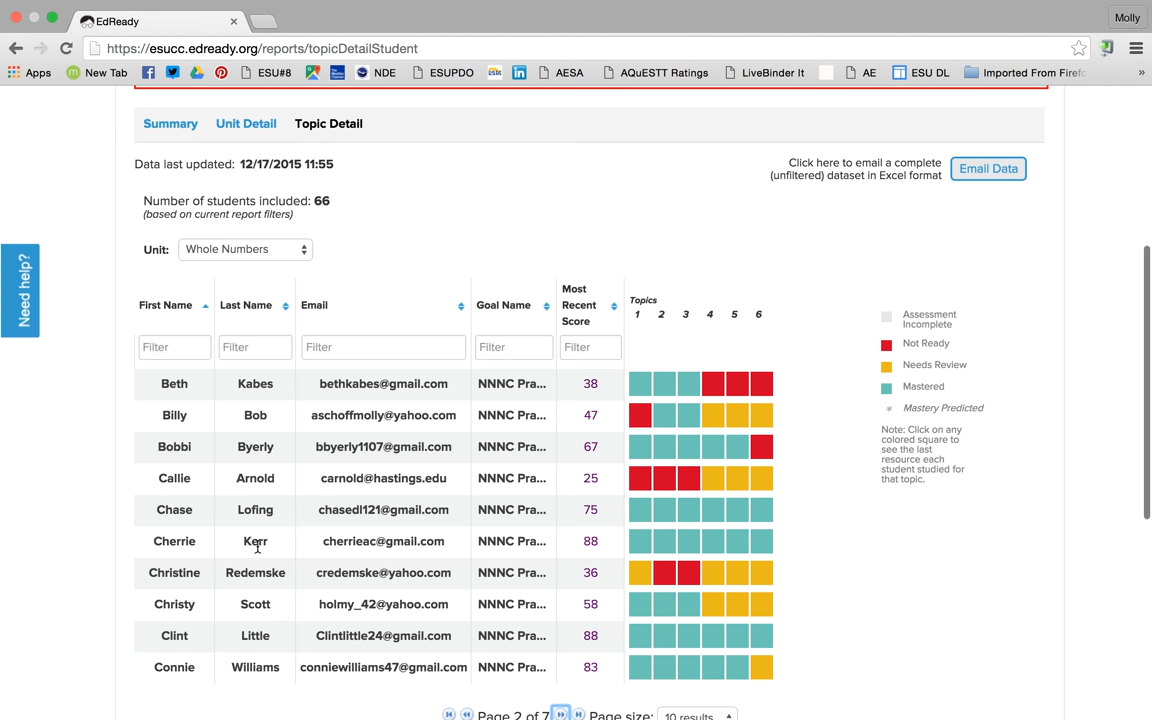 EdReady
Molly
https://esucc.edready.org/reports/topicDetailStudent
Apps New Tab ESU#8 NDE ESUPDO AESA AQuESTT Ratings LiveBinder It AE ESU DL Imported From Firefo »
Summary Unit Detail Topic Detail
Data last updated: 12/17/2015 11:55
Click here to email a complete
(unfiltered) dataset in Excel format
Email Data
Number of students included: 66
(based on current report filters)
Need help?
Unit: Whole Numbers
First Name Last Name Email Goal Name Most Recent Score
Topics
1 2 3 4 5 6
Filter Filter Filter Filter Filter
Beth Kabes bethkabes@gmail.com NNNC Pra... 38
Billy Bob aschoffmolly@yahoo.com NNNC Pra... 47
Bobbi Byerly bbyerly1107@gmail.com NNNC Pra... 67
Callie Arnold carnold@hastings.edu NNNC Pra... 25
Chase Lofing chasedl121@gmail.com NNNC Pra... 75
Cherrie Kerr cherrieac@gmail.com NNNC Pra... 88
Christine Redemske credemske@yahoo.com NNNC Pra... 36
Christy Scott holmy_42@yahoo.com NNNC Pra... 58
Clint Little Clintlittle24@gmail.com NNNC Pra... 88
Connie Williams conniewilliams47@gmail.com NNNC Pra... 83
Assessment
Incomplete
Not Ready
Needs Review
Mastered
* Mastery Predicted
Note: Click on any
colored square to
see the last
resource each
student studied for
that topic.
Page 2 of 7 Page size: 10 results